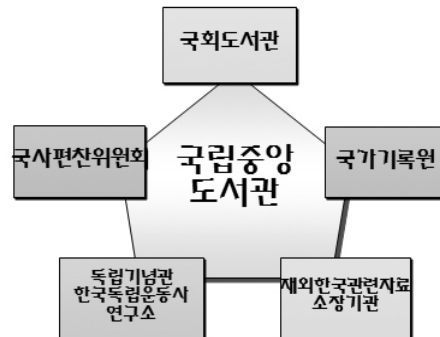 국회도서관
국사편찬위원회
국립중앙
도서관
국가기록원
독립기념관
한국독립운동사
연구소
재외한국관련자료
소장기관